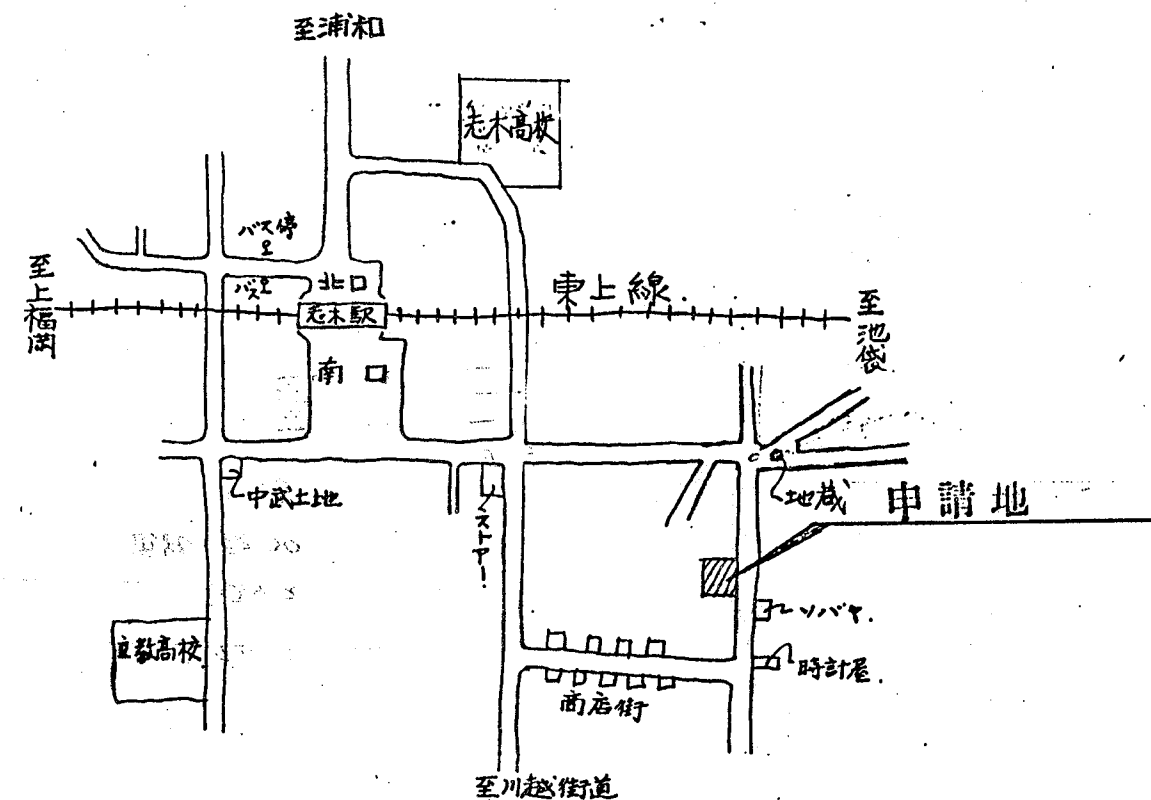 至浦和
志木高校
バス停
バス
北口
東上線.
至上福岡
志木駅
至池袋
南口
中武土地
ストアー
地蔵
申請地
ソバヤ.
立教高校
時計屋.
商店街
至川越街道